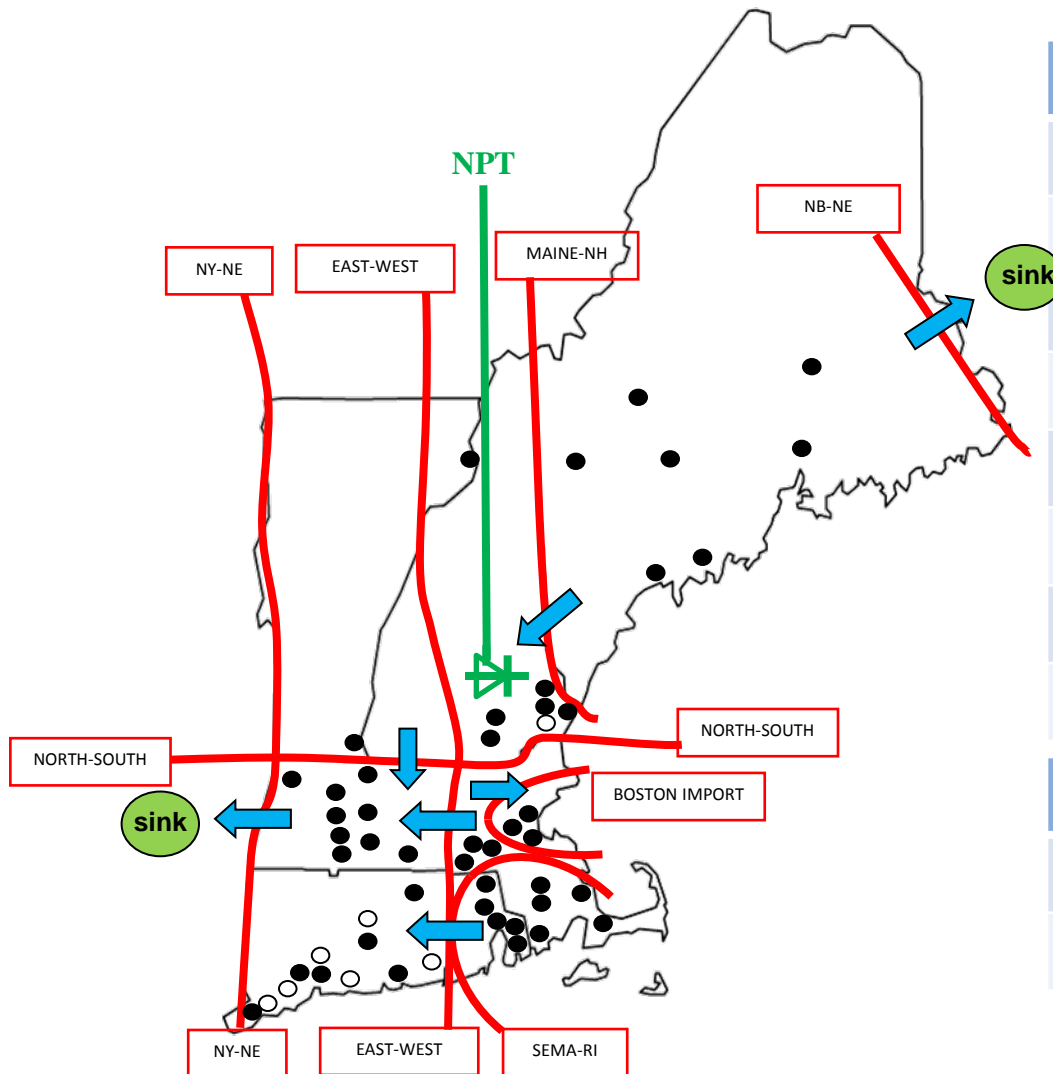 NPT
NB-NE
NY-NE
EAST-WEST
MAINE-NH
sink
NORTH-SOUTH
NORTH-SOUTH
BOSTON IMPORT
sink
NY-NE
EAST-WEST
SEMA-RI